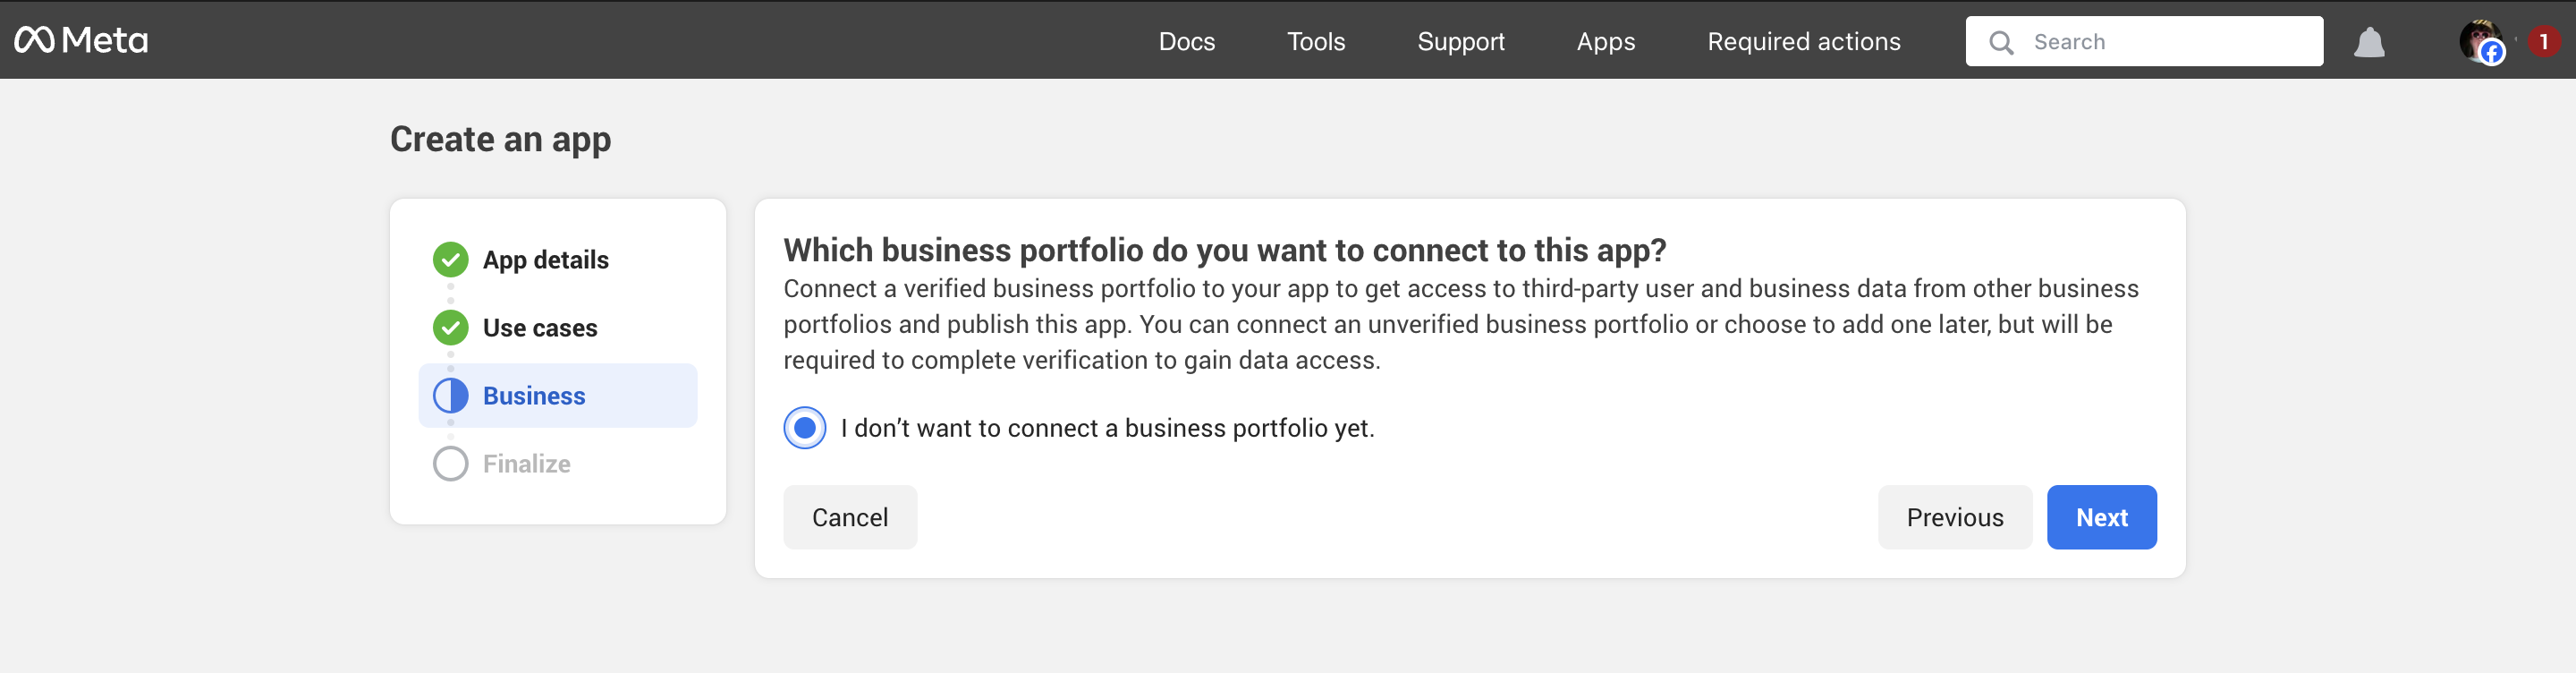 Meta
Docs
Tools
Support
Apps
Required actions
Search
1
Create an app
App details
Use cases
Business
Finalize
Which business portfolio do you want to connect to this app?
Connect a verified business portfolio to your app to get access to third-party user and business data from other business
portfolios and publish this app. You can connect an unverified business portfolio or choose to add one later, but will be
required to complete verification to gain data access.
I don’t want to connect a business portfolio yet.
Cancel
Previous
Next